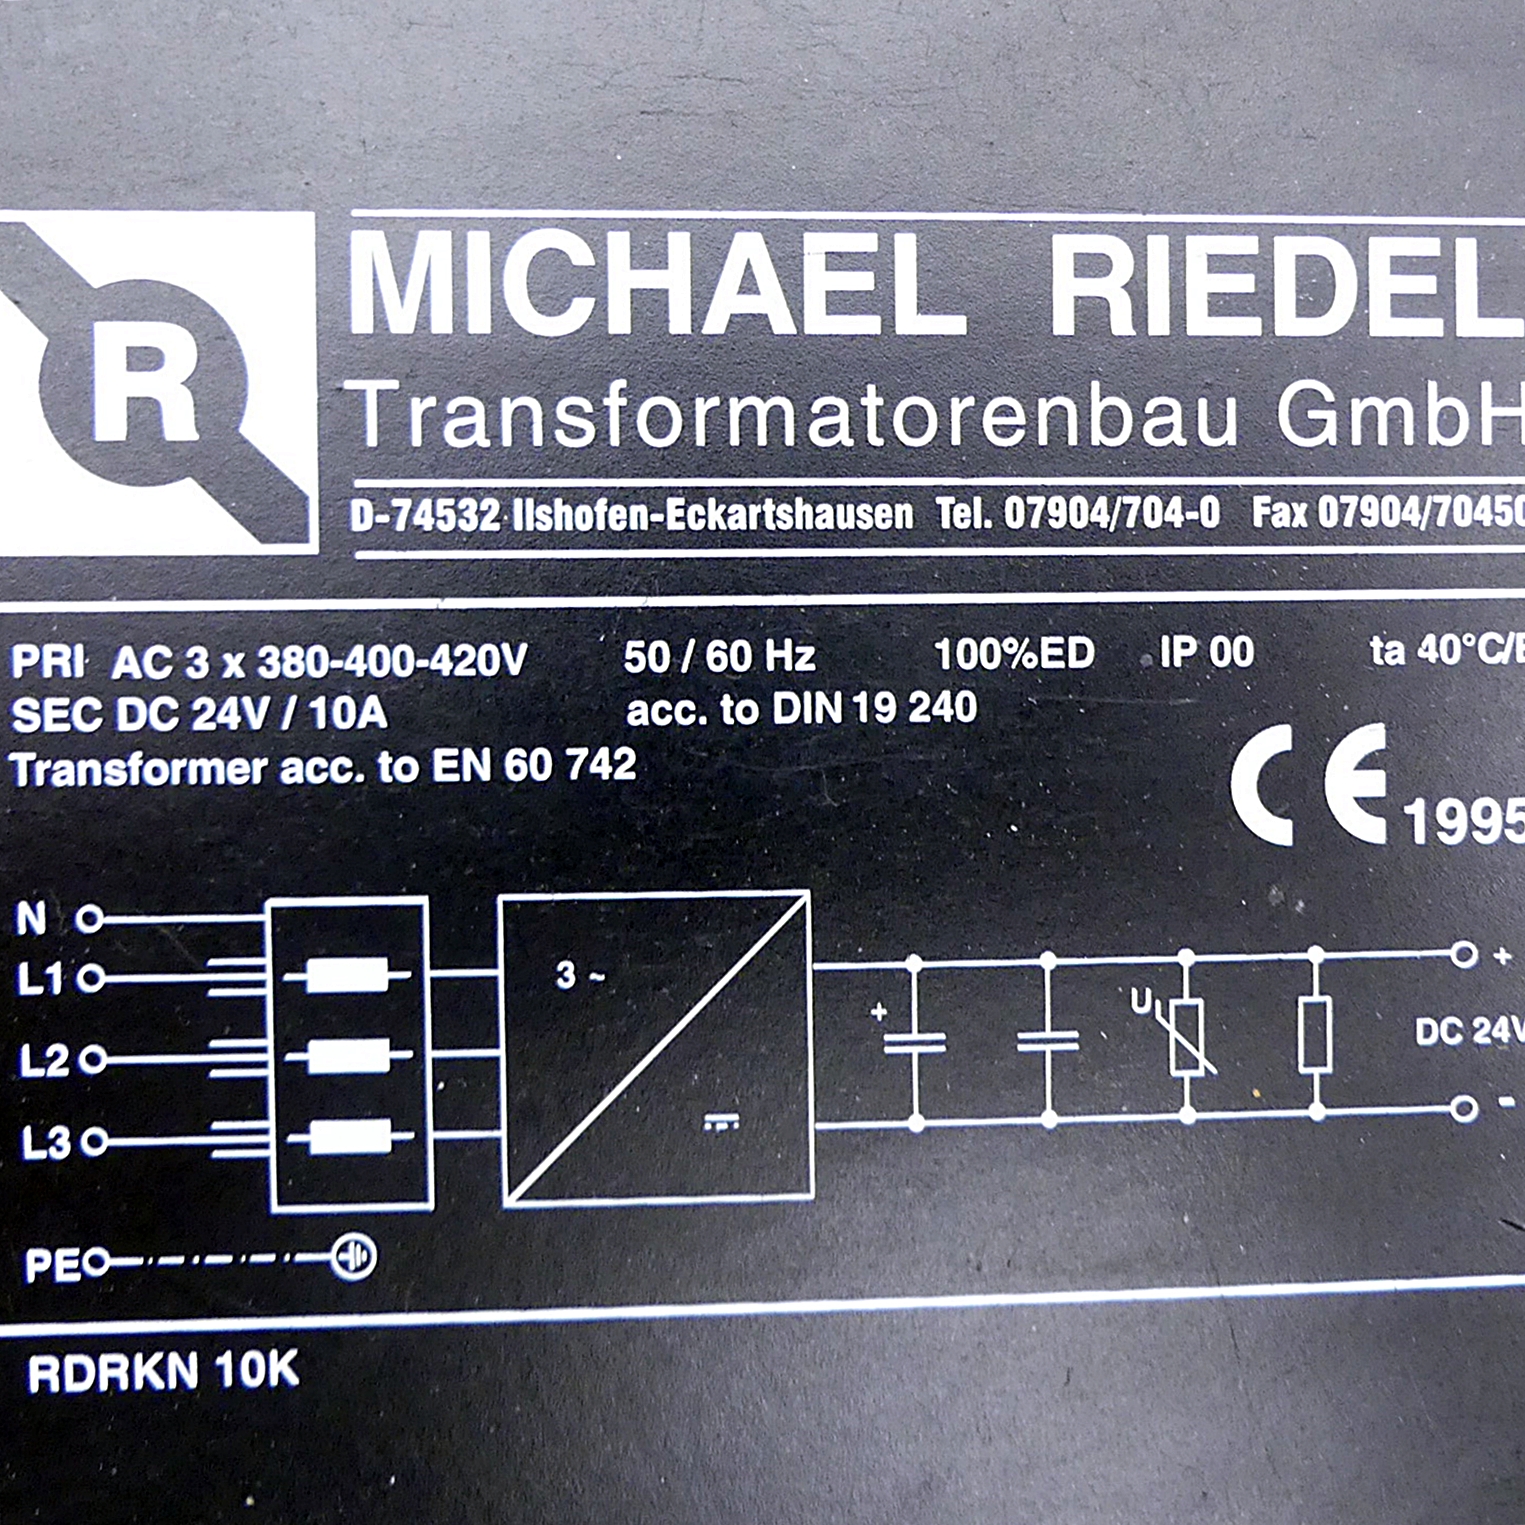 R
MICHAEL RIEDEL
Transformatorenbau GmbH
D-74532 Ilshofen-Eckartshausen Tel. 07904/704-0 Fax 07904/70450
PRI AC 3 x 380-400-420V 50 / 60 Hz 100%ED IP 00 ta 40°C/
SEC DC 24V / 10A acc. to DIN 19 240
Transformer acc. to EN 60 742
CE 1995
N
L1
L2
L3
PE
3 ~
+
U
+
DC 24V
-
RDRKN 10K